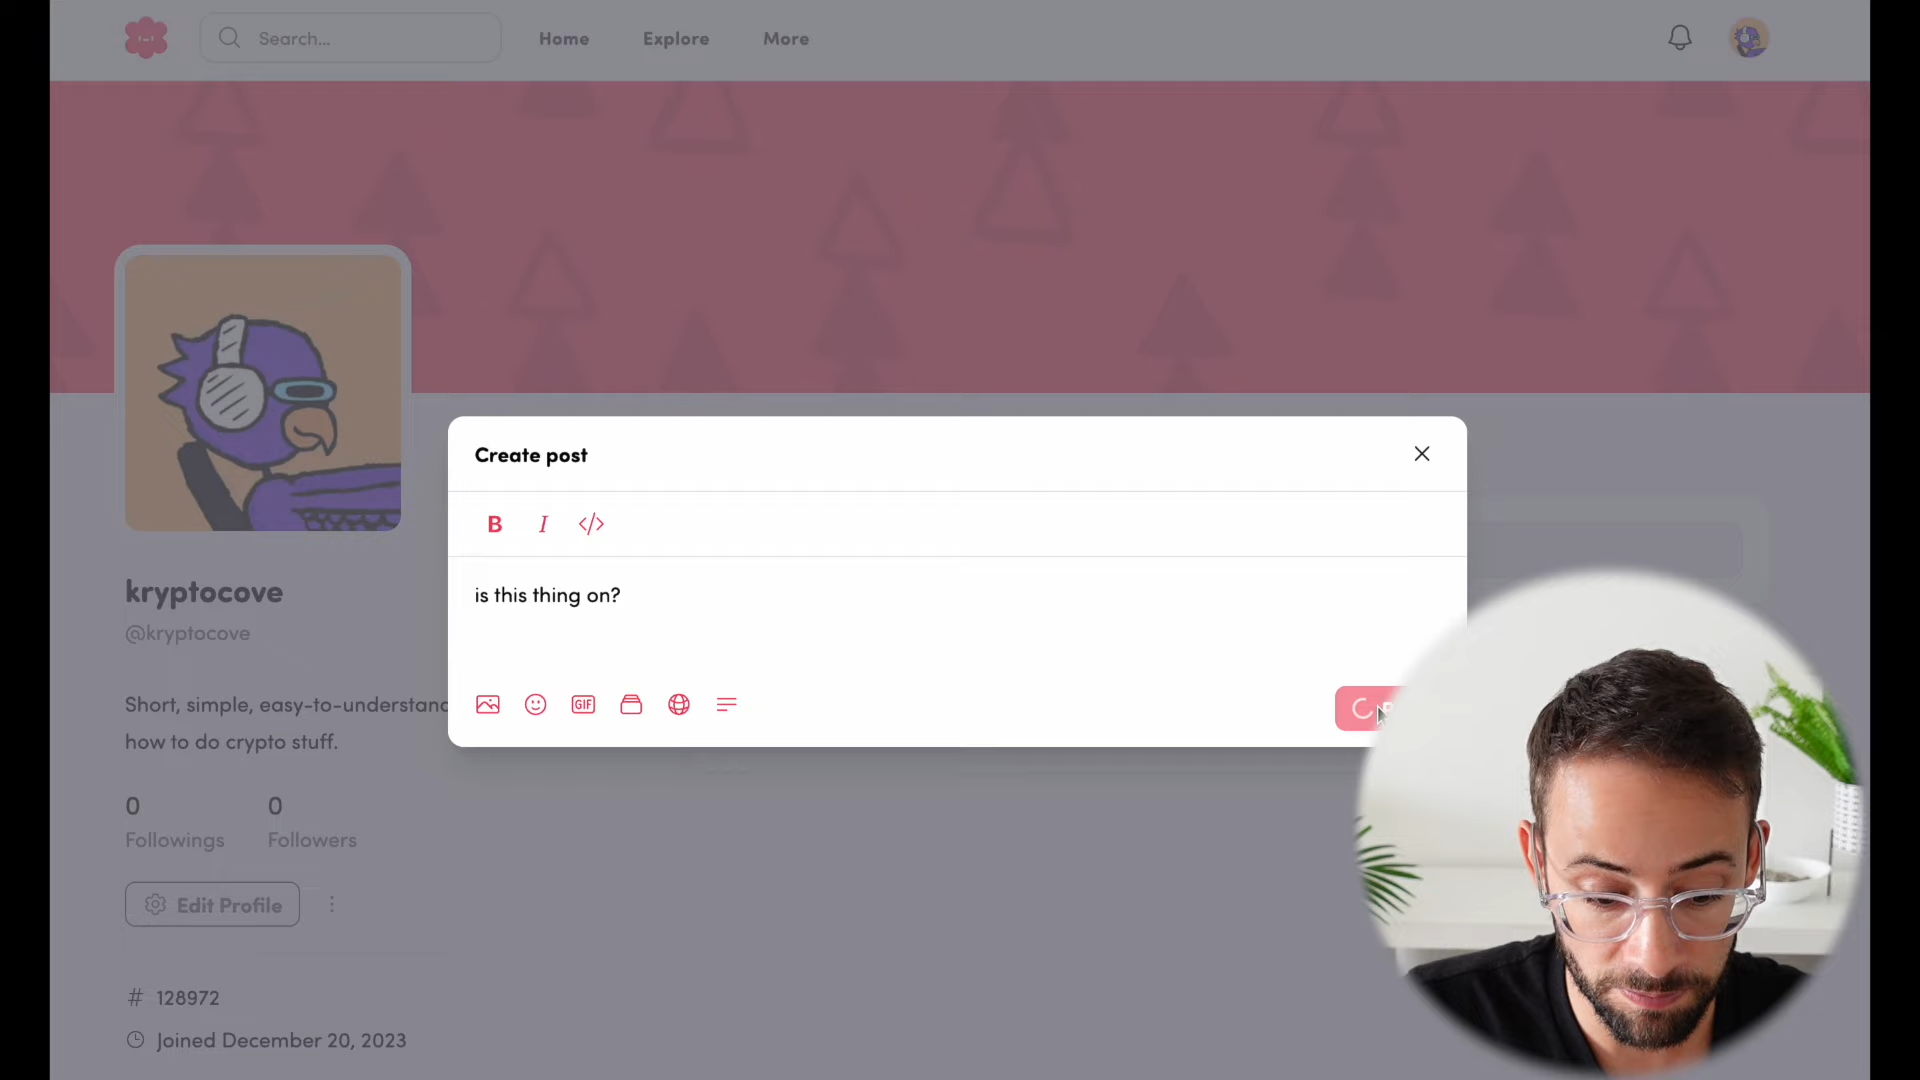 Search...
Home
Explore
More
Create post
B
I
</>
is this thing on?
GIF
kryptocove
@kryptocove
Short, simple, easy-to-understand
how to do crypto stuff.
0
0
Followings
Followers
Edit Profile
# 128972
Joined December 20, 2023